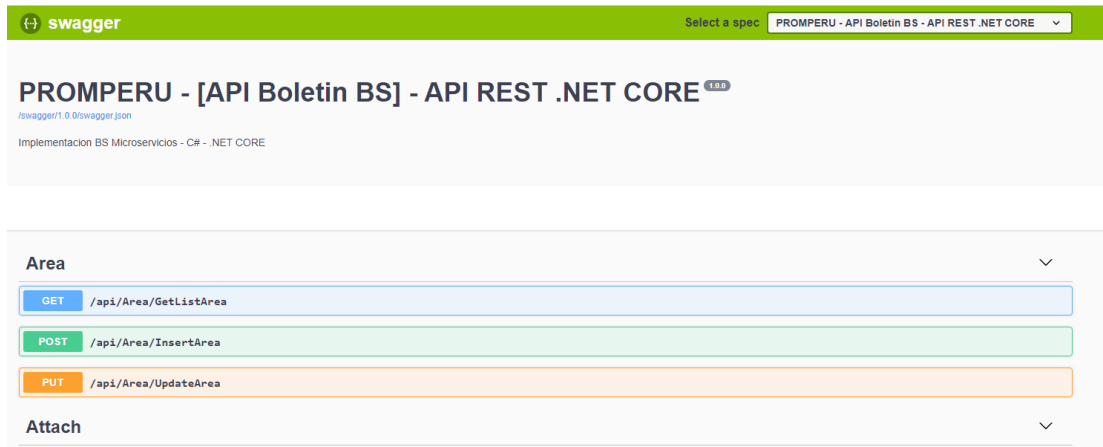 swagger
Select a spec PROMPERU - API Boletin BS - API REST .NET CORE
PROMPERU - [API Boletin BS] - API REST .NET CORE 1.0.0
/swagger/1.0.0/swagger.json
Implementacion BS Microservicios - C# - .NET CORE
Area
GET /api/Area/GetListArea
POST /api/Area/InsertArea
PUT /api/Area/UpdateArea
Attach